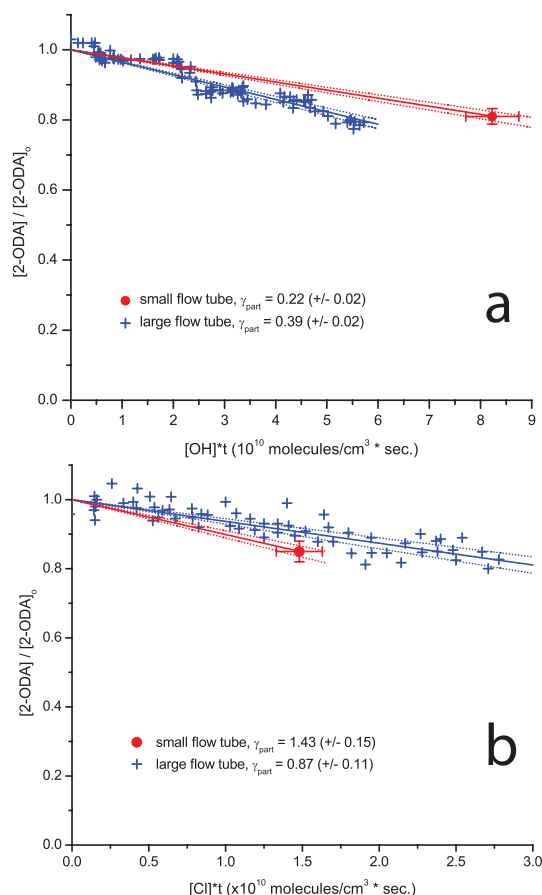 a
1.0
0.8
0.6
0.4
0.2
0.0
[2-ODA] / [2-ODA]o
small flow tube, γpart = 0.22 (+/- 0.02)
large flow tube, γpart = 0.39 (+/- 0.02)
a
0 1 2 3 4 5 6 7 8 9
[OH]*t (10^10 molecules/cm^3 * sec.)
b
1.0
0.8
0.6
0.4
0.2
0.0
[2-ODA] / [2-ODA]o
small flow tube, γpart = 1.43 (+/- 0.15)
large flow tube, γpart = 0.87 (+/- 0.11)
b
0.0 0.5 1.0 1.5 2.0 2.5 3.0
[Cl]*t (x10^10 molecules/cm^3 * sec.)